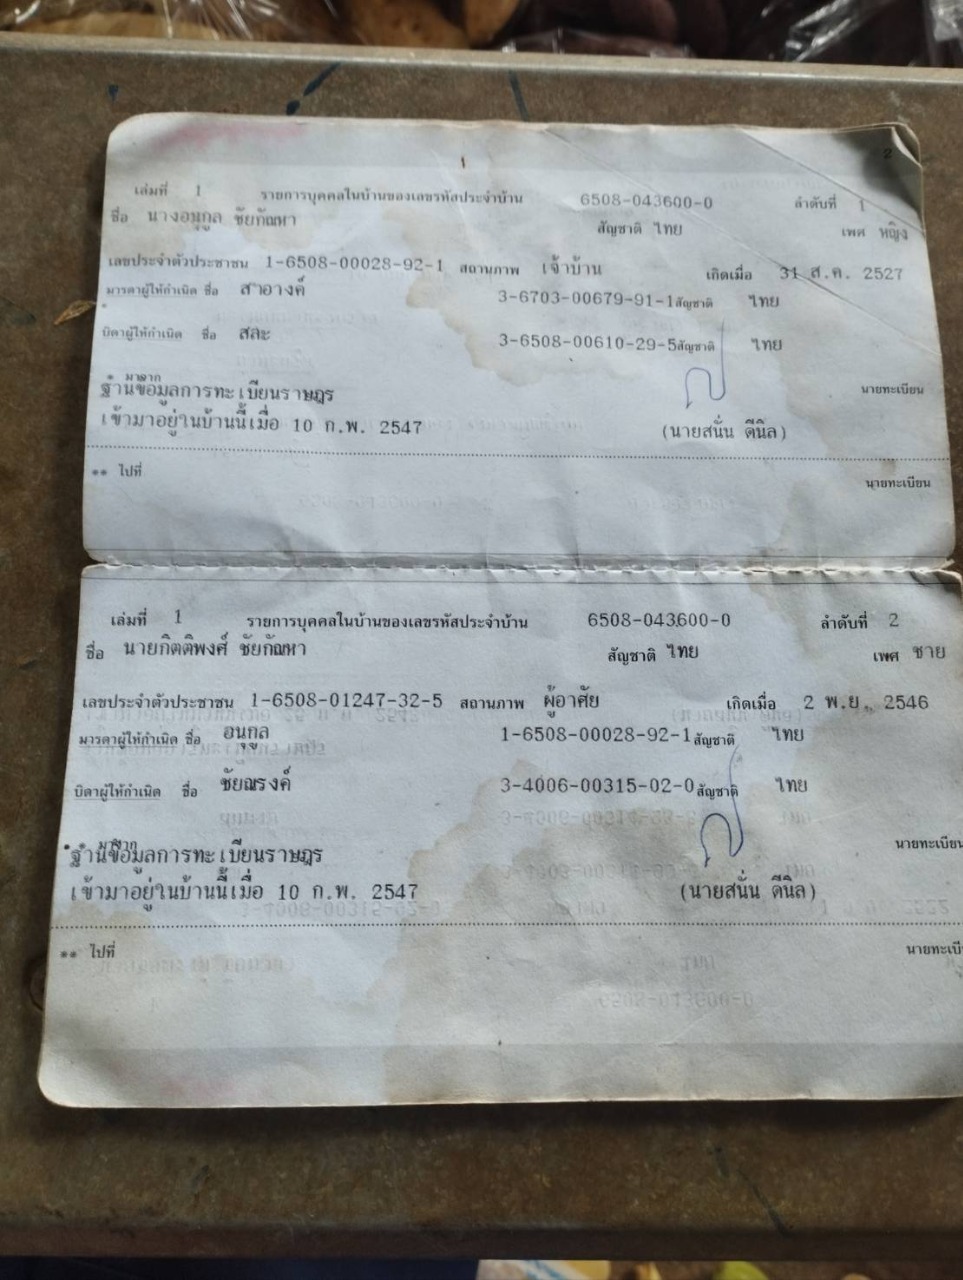 1
2
เล่มที่ 1 รายการบุคคลในบ้านของเลขรหัสประจำบ้าน 6508-043600-0 ลำดับที่ 1
ชื่อ นางอนุกูล ชัยกัณหา สัญชาติ ไทย เพศ หญิง
เลขประจำตัวประชาชน 1-6508-00028-92-1 สถานภาพ เจ้าบ้าน เกิดเมื่อ 31 ส.ค. 2527
มารดาผู้ให้กำเนิด ชื่อ สำอางค์ 3-6703-00679-91-1 สัญชาติ ไทย
บิดาผู้ให้กำเนิด ชื่อ สละ 3-6508-00610-29-5 สัญชาติ ไทย
* มาจาก
ฐานข้อมูลการทะเบียนราษฎร นายทะเบียน
เข้ามาอยู่ในบ้านนี้เมื่อ 10 ก.พ. 2547 (นายสนั่น ดีนิล)
** ไปที่ นายทะเบียน
เล่มที่ 1 รายการบุคคลในบ้านของเลขรหัสประจำบ้าน 6508-043600-0 ลำดับที่ 2
ชื่อ นายกิตติพงศ์ ชัยกัณหา สัญชาติ ไทย เพศ ชาย
เลขประจำตัวประชาชน 1-6508-01247-32-5 สถานภาพ ผู้อาศัย เกิดเมื่อ 2 พ.ย. 2546
มารดาผู้ให้กำเนิด ชื่อ อนุกูล 1-6508-00028-92-1 สัญชาติ ไทย
บิดาผู้ให้กำเนิด ชื่อ ชัยณรงค์ 3-4006-00315-02-0 สัญชาติ ไทย
* มาจาก นายทะเบียน
ฐานข้อมูลการทะเบียนราษฎร
เข้ามาอยู่ในบ้านนี้เมื่อ 10 ก.พ. 2547 (นายสนั่น ดีนิล)
** ไปที่